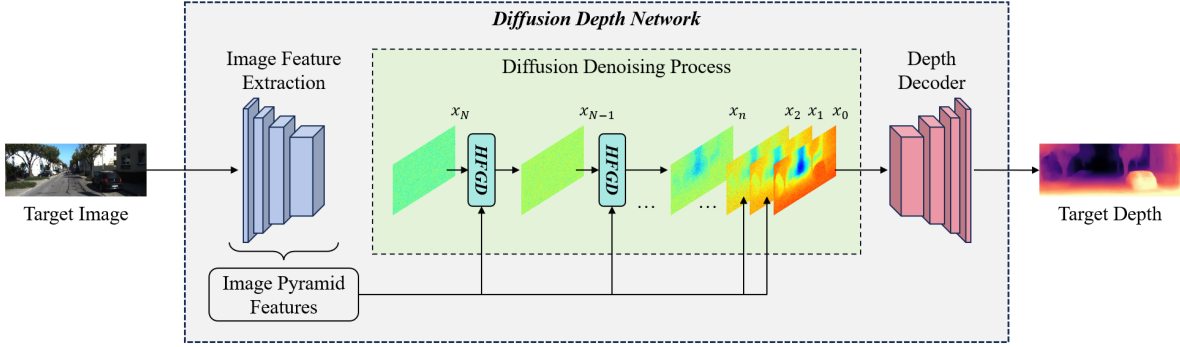 Diffusion Depth Network
Image Feature
Extraction
Diffusion Denoising Process
Depth
Decoder
x_N
x_{N-1}
x_n
x_2
x_1
x_0
HFGD
HFGD
...
...
Target Image
Target Depth
Image Pyramid
Features